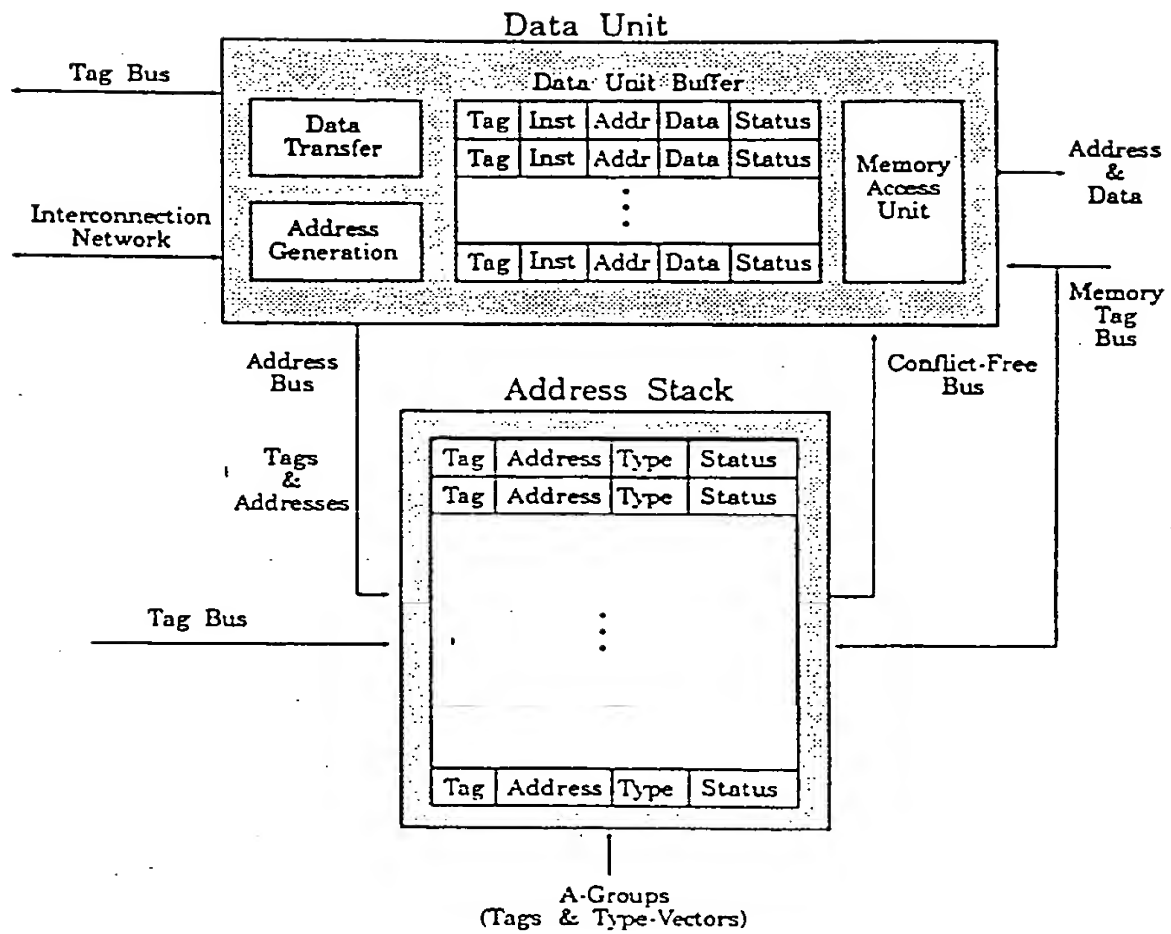 Data Unit
Tag Bus
Data Unit Buffer
Data
Transfer
Tag Inst Addr Data Status
Tag Inst Addr Data Status
Memory
Access
Unit
Address
&
Data
Interconnection
Network
Address
Generation
Tag Inst Addr Data Status
Memory
Tag
Bus
Address
Bus
Conflict-Free
Bus
Address Stack
Tags
&
Addresses
Tag Address Type Status
Tag Address Type Status
Tag Bus
Tag Address Type Status
A-Groups
(Tags & Type-Vectors)